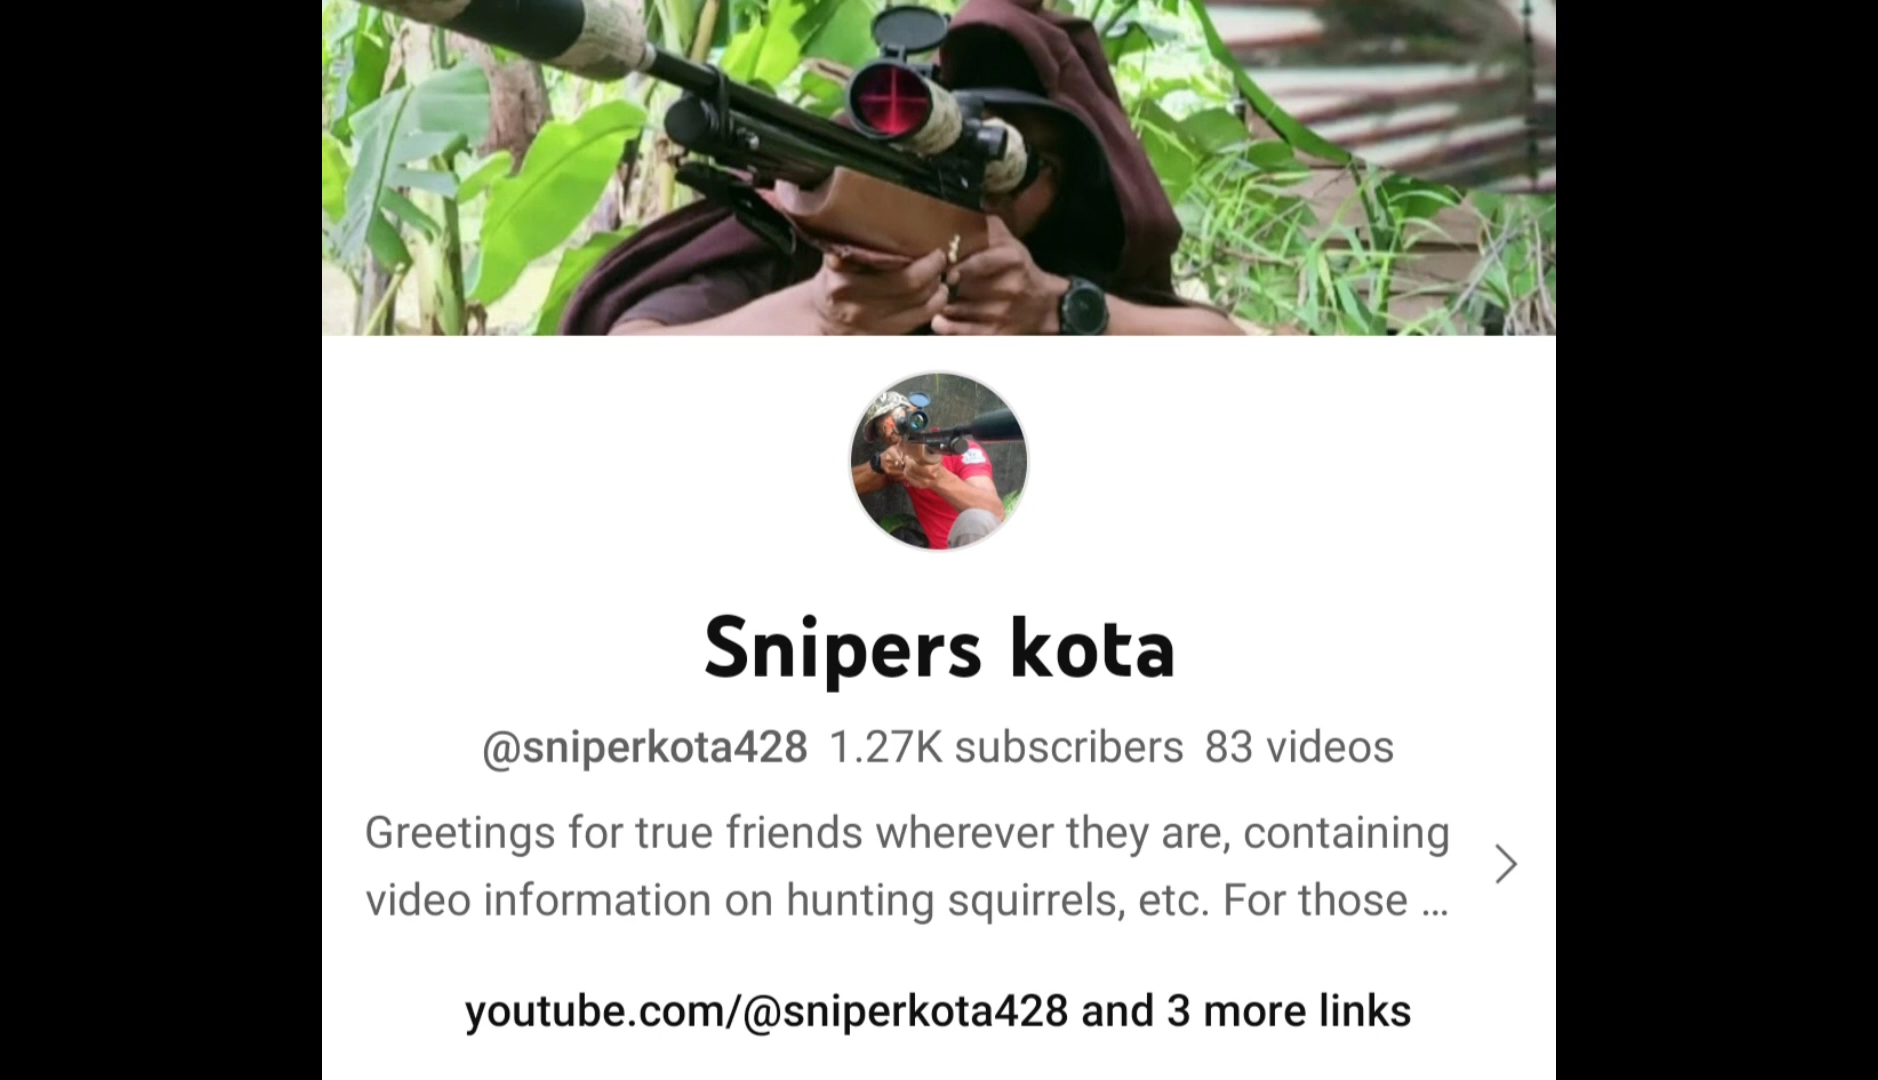 Snipers kota
@sniperkota428 1.27K subscribers 83 videos
Greetings for true friends wherever they are, containing
video information on hunting squirrels, etc. For those ...
youtube.com/@sniperkota428 and 3 more links